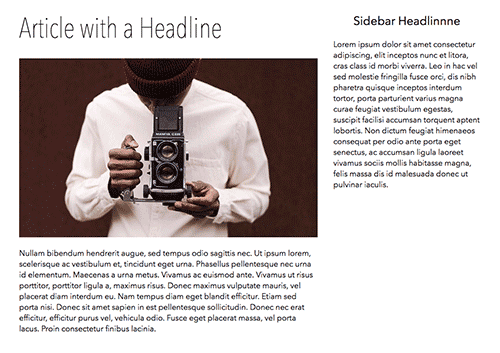 Article with a Headline
Sidebar Headlinnne
Lorem ipsum dolor sit amet consectetur
adipiscing, elit inceptos nunc et litora,
cras class id morbi viverra. Leo in hac vel
sed molestie fringilla fusce orci, dis nibh
pharetra quisque inceptos interdum
tortor, porta parturient varius magna
curae feugiat vestibulum egestas,
suscipit facilisi accumsan torquent aptent
lobortis. Non dictum feugiat himenaeos
consequat per odio ante porta eget
senectus, ac accumsan ligula laoreet
vivamus sociis mollis habitasse magna,
felis massa dis id malesuada donec ut
pulvinar iaculis.
MAMIYA C330
Nullam bibendum hendrerit augue, sed tempus odio sagittis nec. Ut ipsum lorem,
scelerisque ac vestibulum et, tincidunt eget urna. Phasellus pellentesque nec urna
id elementum. Maecenas a urna metus. Vivamus ac euismod ante. Vivamus ut risus
porttitor, porttitor ligula a, maximus risus. Donec maximus vulputate mauris, vel
placerat diam interdum eu. Nam tempus diam eget blandit efficitur. Etiam sed
porta nisi. Donec sit amet sapien in est pellentesque sollicitudin. Donec nec erat
efficitur, efficitur purus vel, vehicula odio. Fusce eget placerat massa, vel porta
lacus. Proin consectetur finibus lacinia.